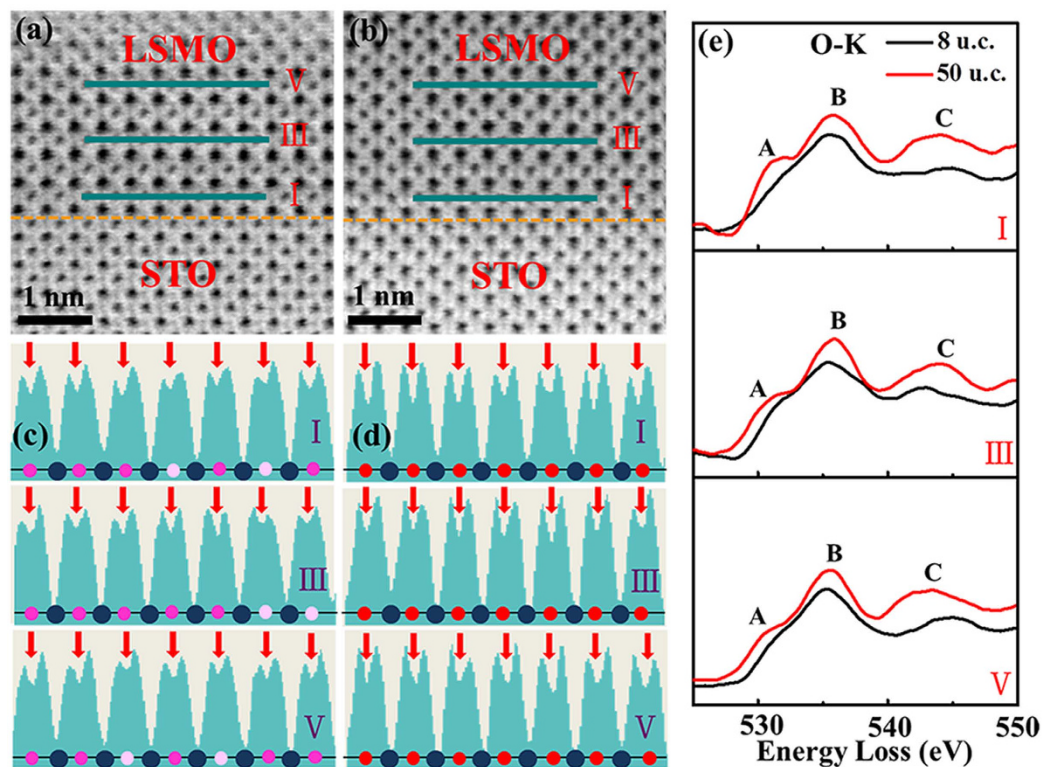 (a)
LSMO
V
III
I
STO
1 nm
(b)
LSMO
V
III
I
STO
1 nm
(c)
I
III
V
(d)
I
III
V
(e)
O-K
8 u.c.
50 u.c.
A
B
C
I
A
B
C
III
A
B
C
V
530
540
550
Energy Loss (eV)